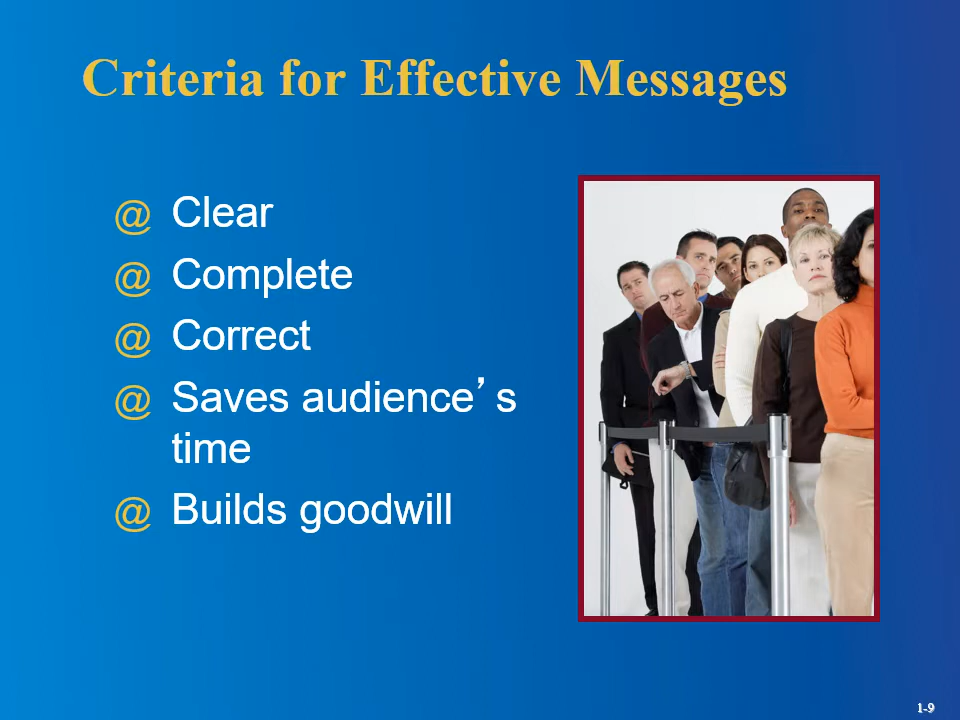 Criteria for Effective Messages
@ Clear
@ Complete
@ Correct
@ Saves audience’s
time
@ Builds goodwill
1-9